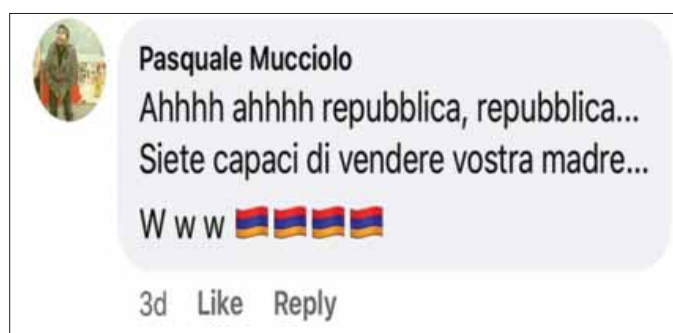 Pasquale Mucciolo
Ahhhh ahhhh repubblica, repubblica...
Siete capaci di vendere vostra madre...
W w w 🇦🇲🇦🇲🇦🇲🇦🇲
3d Like Reply